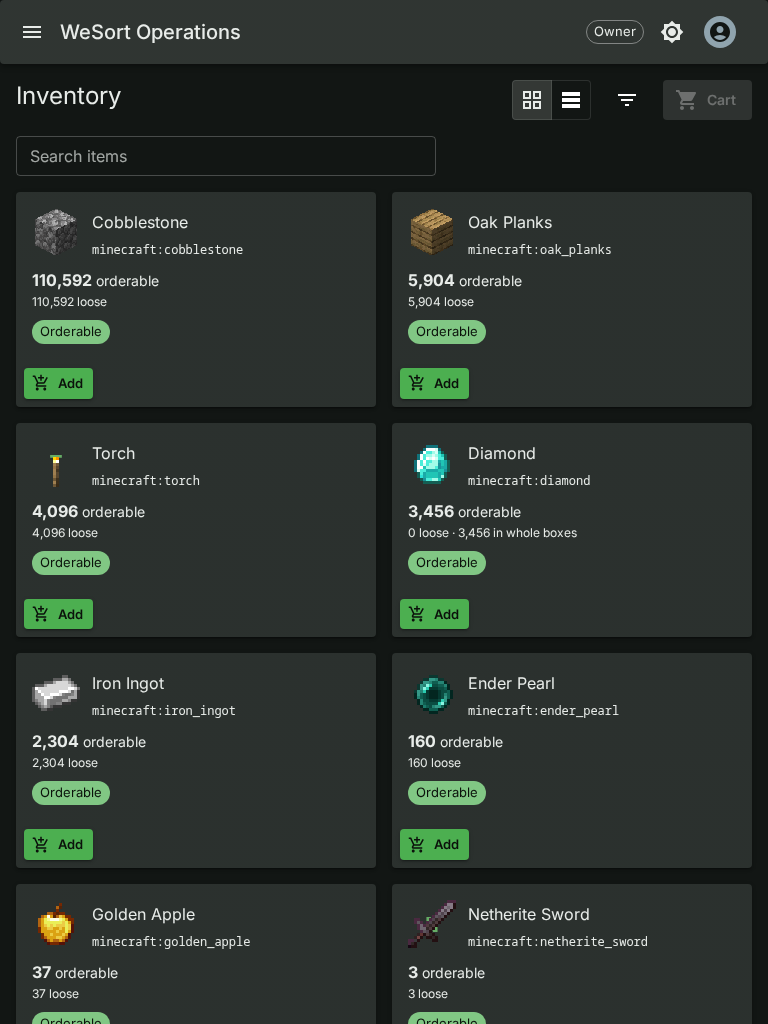 WeSort Operations
Owner
Inventory
Cart
Search items
Cobblestone
minecraft:cobblestone
110,592 orderable
110,592 loose
Orderable
Add
Oak Planks
minecraft:oak_planks
5,904 orderable
5,904 loose
Orderable
Add
Torch
minecraft:torch
4,096 orderable
4,096 loose
Orderable
Add
Diamond
minecraft:diamond
3,456 orderable
0 loose · 3,456 in whole boxes
Orderable
Add
Iron Ingot
minecraft:iron_ingot
2,304 orderable
2,304 loose
Orderable
Add
Ender Pearl
minecraft:ender_pearl
160 orderable
160 loose
Orderable
Add
Golden Apple
minecraft:golden_apple
37 orderable
37 loose
Orderable
Netherite Sword
minecraft:netherite_sword
3 orderable
3 loose
Orderable